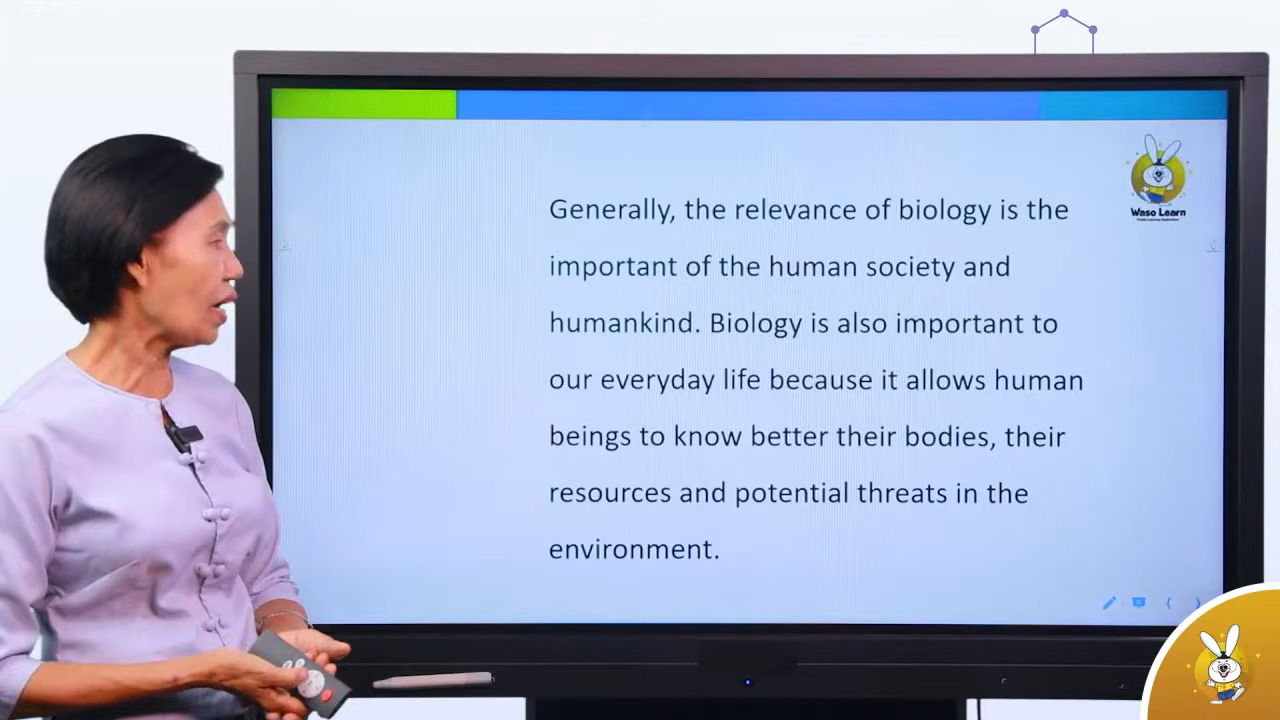 Generally, the relevance of biology is the
important of the human society and
humankind. Biology is also important to
our everyday life because it allows human
beings to know better their bodies, their
resources and potential threats in the
environment.
Waso Learn